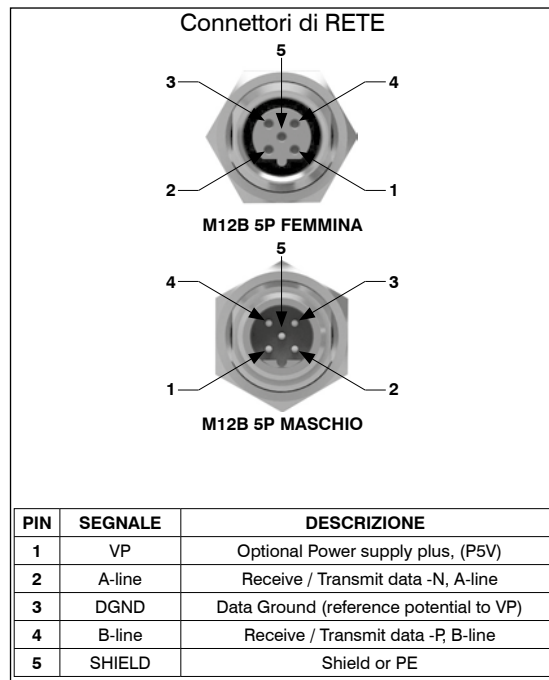 Connettori di RETE
5
3 4
2 1
M12B 5P FEMMINA
5
4 3
1 2
M12B 5P MASCHIO
PIN SEGNALE DESCRIZIONE
1 VP Optional Power supply plus, (P5V)
2 A-line Receive / Transmit data -N, A-line
3 DGND Data Ground (reference potential to VP)
4 B-line Receive / Transmit data -P, B-line
5 SHIELD Shield or PE